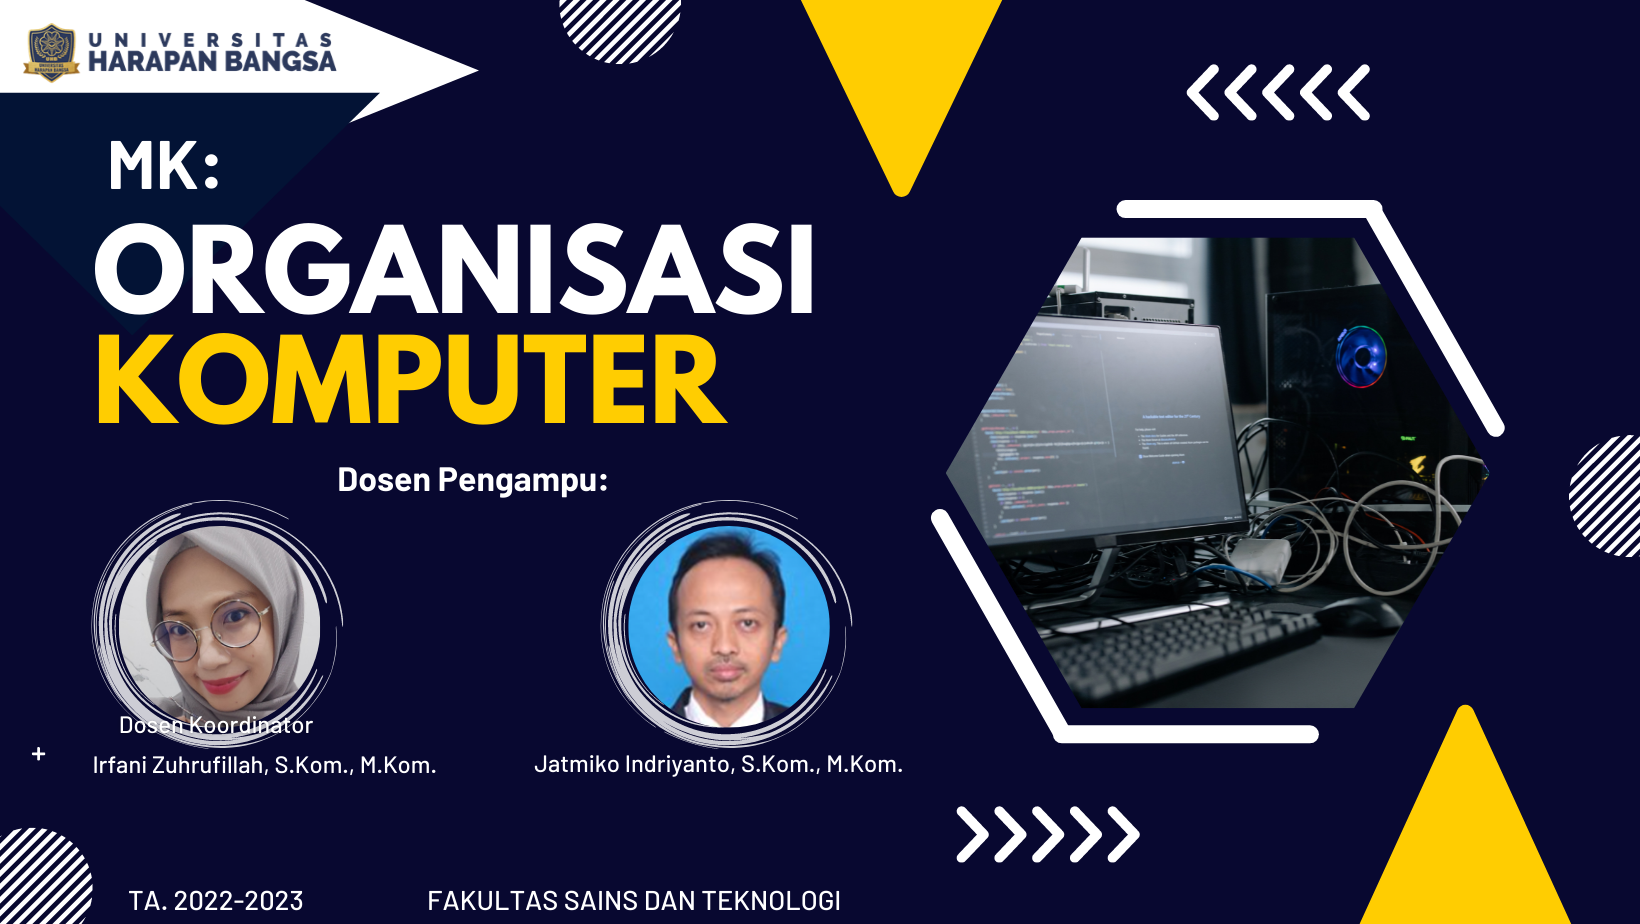 UNIVERSITAS
HARAPAN BANGSA
MK:
ORGANISASI
KOMPUTER
Dosen Pengampu:
Dosen Koordinator
Irfani Zuhrufillah, S.Kom., M.Kom.
Jatmiko Indriyanto, S.Kom., M.Kom.
TA. 2022-2023
FAKULTAS SAINS DAN TEKNOLOGI